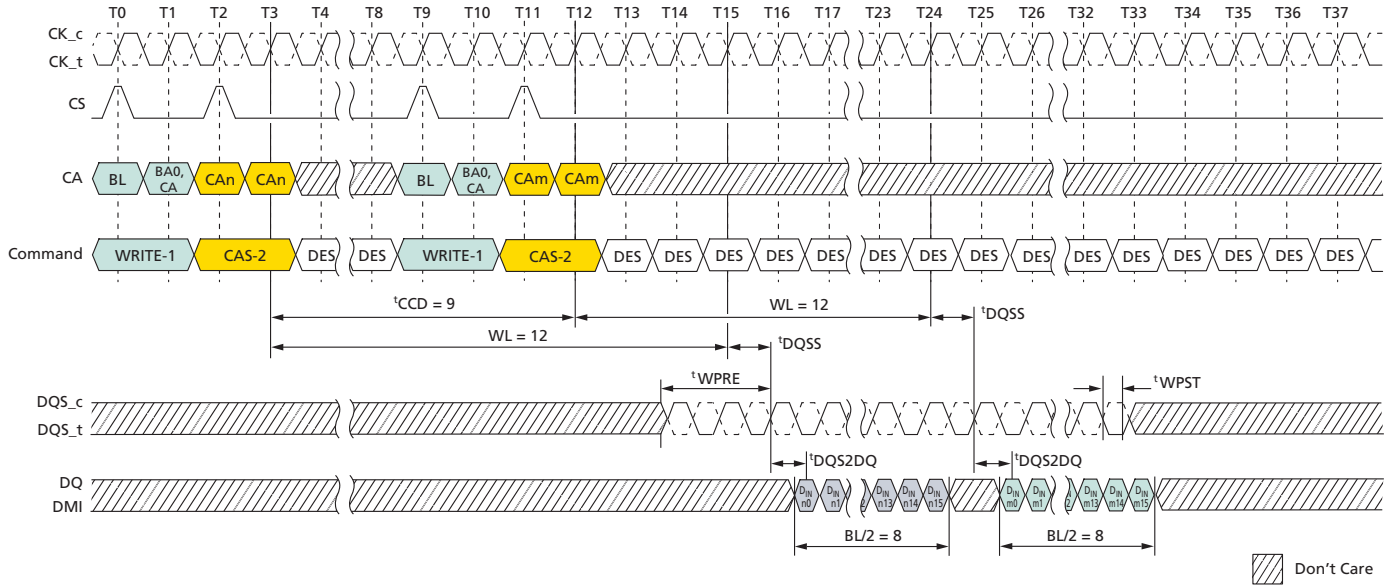 T0 T1 T2 T3 T4 T8 T9 T10 T11 T12 T13 T14 T15 T16 T17 T23 T24 T25 T26 T32 T33 T34 T35 T36 T37
CK_c
CK_t
CS
CA BL BA0, CA CAn CAn BL BA0, CA CAm CAm
Command WRITE-1 CAS-2 DES DES WRITE-1 CAS-2 DES DES DES DES DES DES DES DES DES DES DES DES DES DES DES
tCCD = 9 WL = 12 tDQSS
WL = 12 tDQSS
tWPRE tWPST
DQS_c
DQS_t
tDQS2DQ tDQS2DQ
DQ
DMI
DIN n0 DIN n1 DIN n13 DIN n14 DIN n15 DIN m0 DIN m1 DIN m13 DIN m14 DIN m15
BL/2 = 8 BL/2 = 8
Don't Care